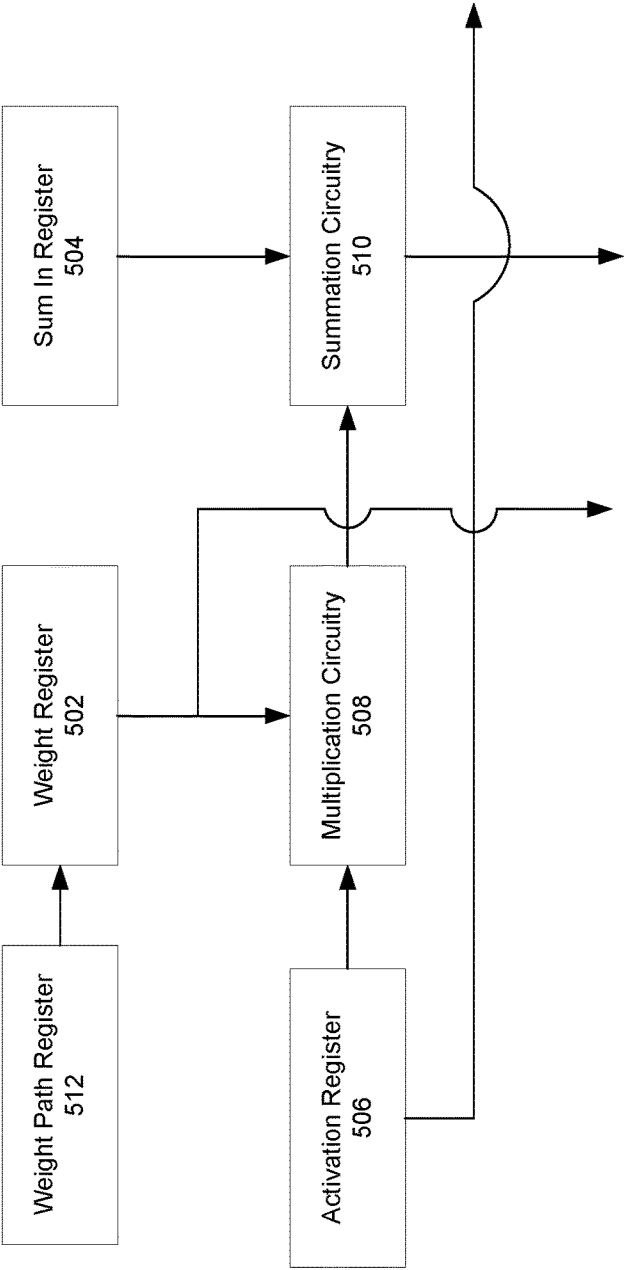 Weight Path Register
512
Weight Register
502
Sum In Register
504
Activation Register
506
Multiplication Circuitry
508
Summation Circuitry
510